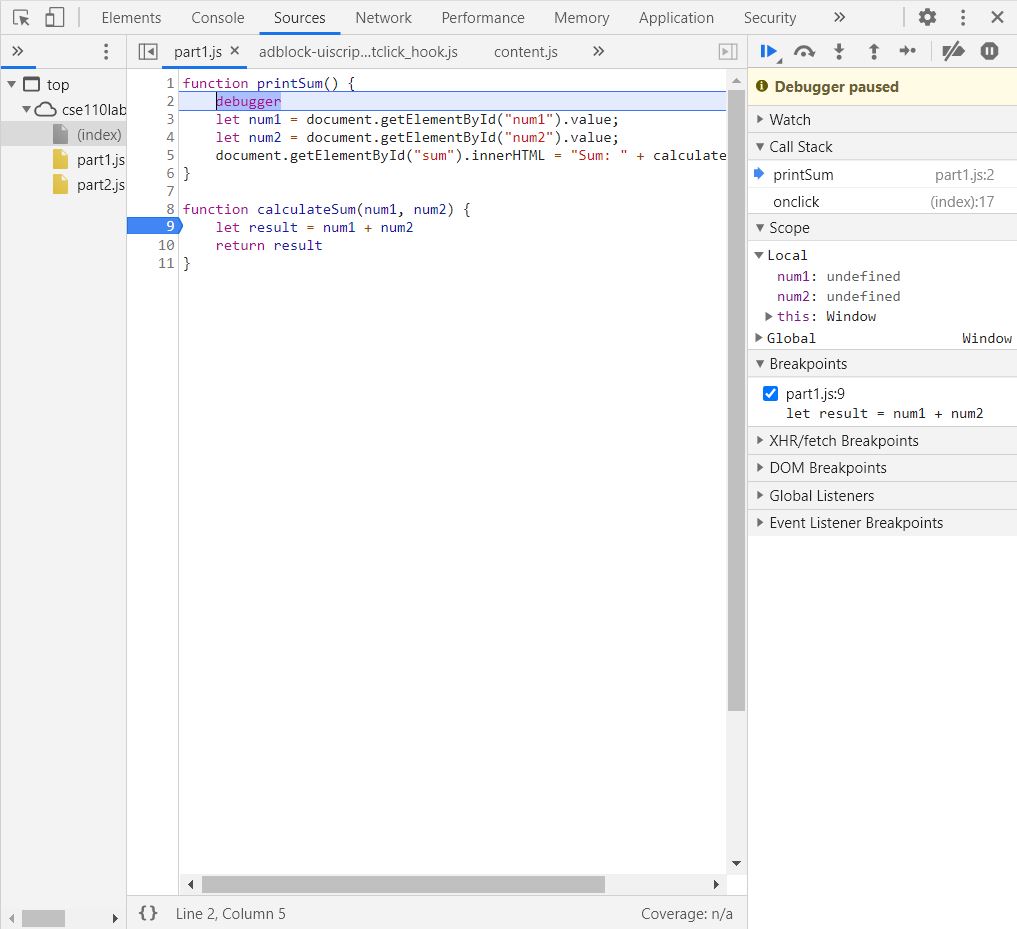 Elements Console Sources Network Performance Memory Application Security
part1.js adblock-uiscrip…tclick_hook.js content.js
top
cse110lab
(index)
part1.js
part2.js
1 function printSum() {
2 debugger
3 let num1 = document.getElementById("num1").value;
4 let num2 = document.getElementById("num2").value;
5 document.getElementById("sum").innerHTML = "Sum: " + calculate
6 }
7
8 function calculateSum(num1, num2) {
9 let result = num1 + num2
10 return result
11 }
{} Line 2, Column 5 Coverage: n/a
Debugger paused
Watch
Call Stack
printSum part1.js:2
onclick (index):17
Scope
Local
num1: undefined
num2: undefined
this: Window
Global Window
Breakpoints
part1.js:9
let result = num1 + num2
XHR/fetch Breakpoints
DOM Breakpoints
Global Listeners
Event Listener Breakpoints